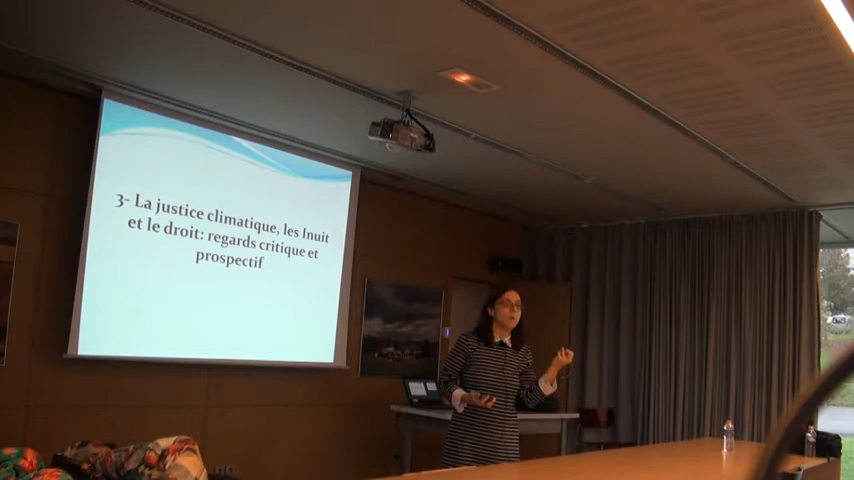 3- La justice climatique, les Inuit
et le droit: regards critique et
prospectif